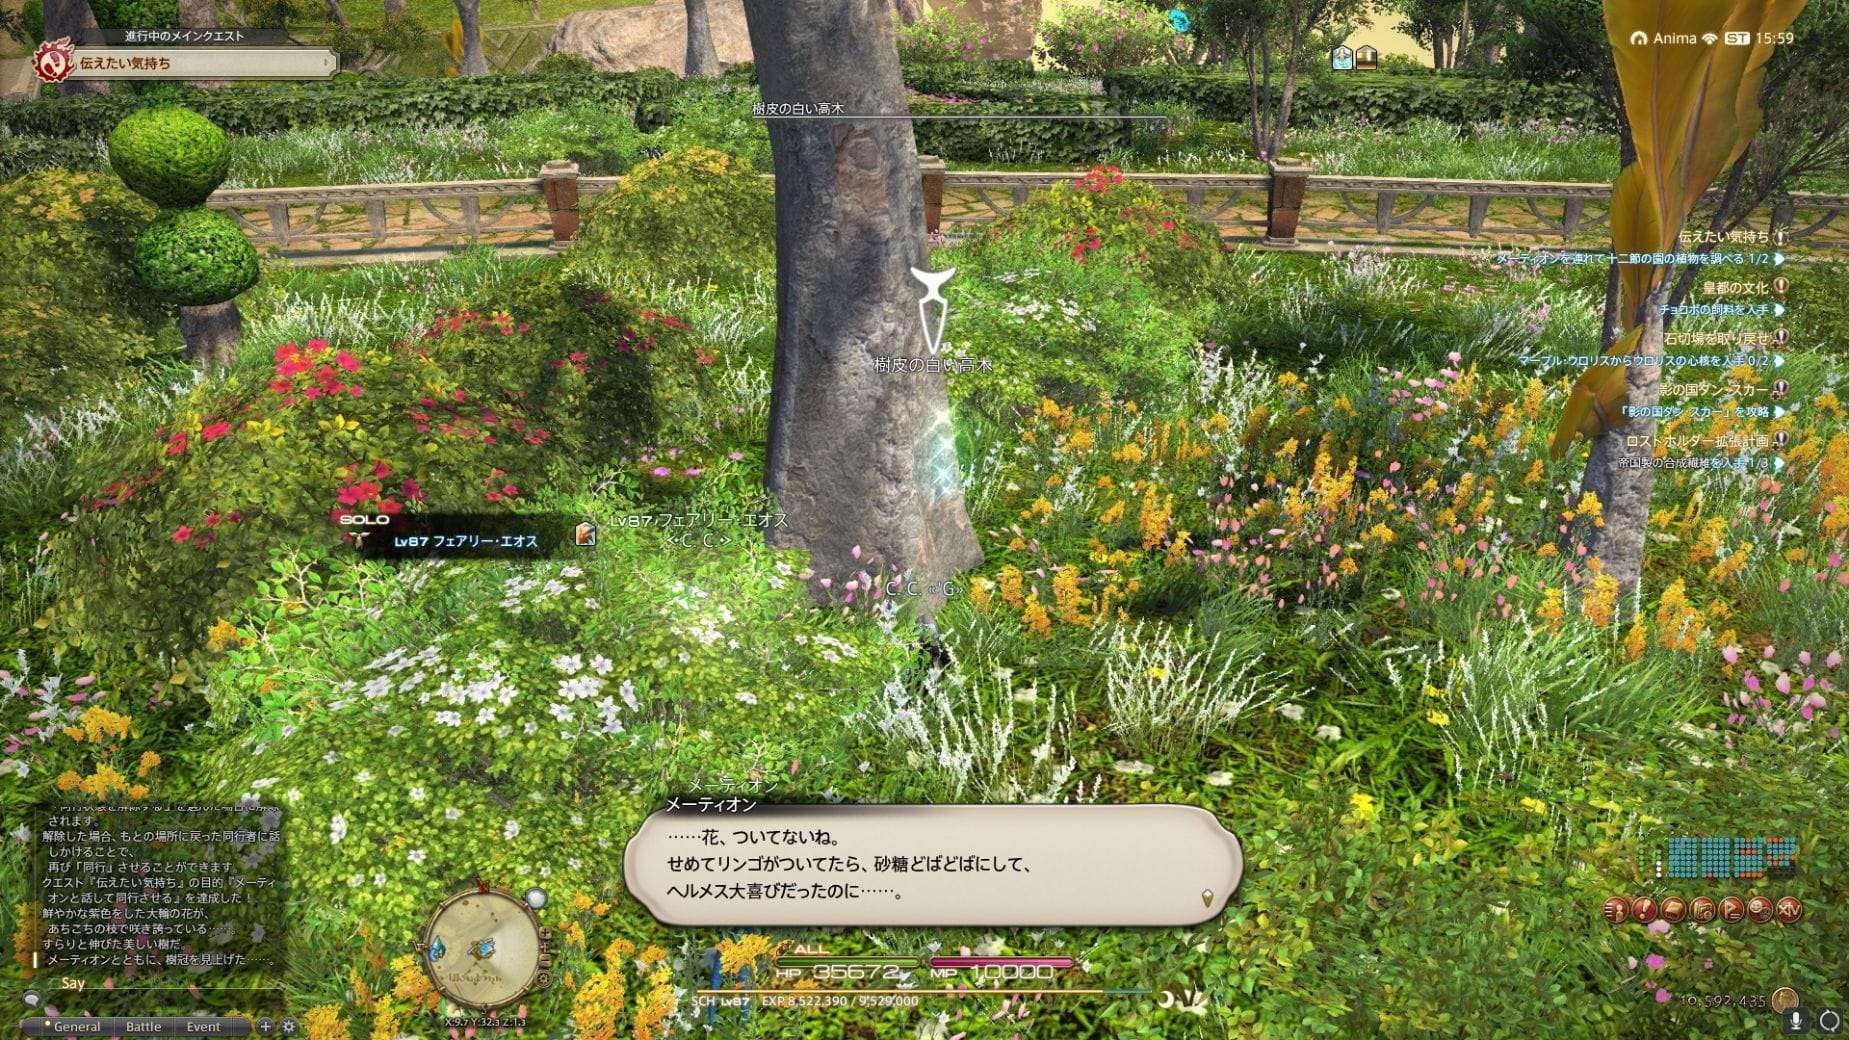 進行中のメインクエスト
伝えたい気持ち
Anima ST 15:59
樹皮の白い高木
伝えたい気持ち
メーティオンを連れて十二節の園の植物を調べる 1/2
皇都の文化
チョコボの飼料を入手
石切場を取り戻せ
マーブル・ウロリスからウロリスの心核を入手 0/2
影の国ダン・スカー
『影の国ダン・スカー』を攻略
ロストホルダー拡張計画
帝国製の合成繊維を入手 1/3
樹皮の白い高木
SOLO
Lv87 フェアリー・エオス
Lv87 フェアリー・エオス
«C. C.»
C. C. «'G»
メーティオン
メーティオン
……花、ついてないね。
せめてリンゴがついてたら、砂糖どばどばにして、
ヘルメス大喜びだったのに……。
されます。
解除した場合、もとの場所に戻った同行者に話
しかけることで、
再び「同行」させることができます。
クエスト『伝えたい気持ち』の目的『メーティ
オンと話して同行させる』を達成した！
鮮やかな紫色をした大輪の花が、
あちこちの枝で咲き誇っている……。
すらりと伸びた美しい樹だ。
メーティオンとともに、樹冠を見上げた……。
Say
General Battle Event
X:9.7 Y:32.3 Z:1.3
ALL
HP 35672 MP 10000
SCH Lv87 EXP 8,522,390 / 9,529,000
10,592,435
XIV